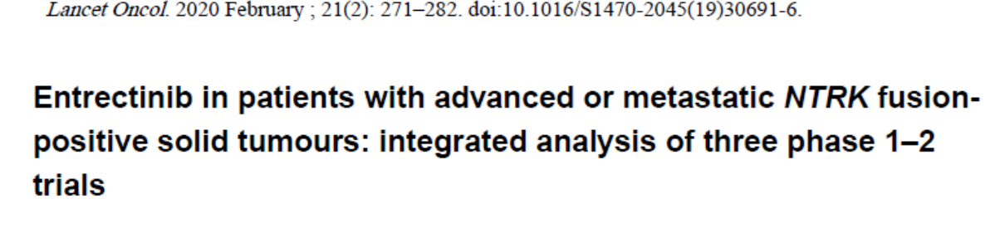 Lancet Oncol. 2020 February ; 21(2): 271–282. doi:10.1016/S1470-2045(19)30691-6.
Entrectinib in patients with advanced or metastatic NTRK fusion-
positive solid tumours: integrated analysis of three phase 1–2
trials